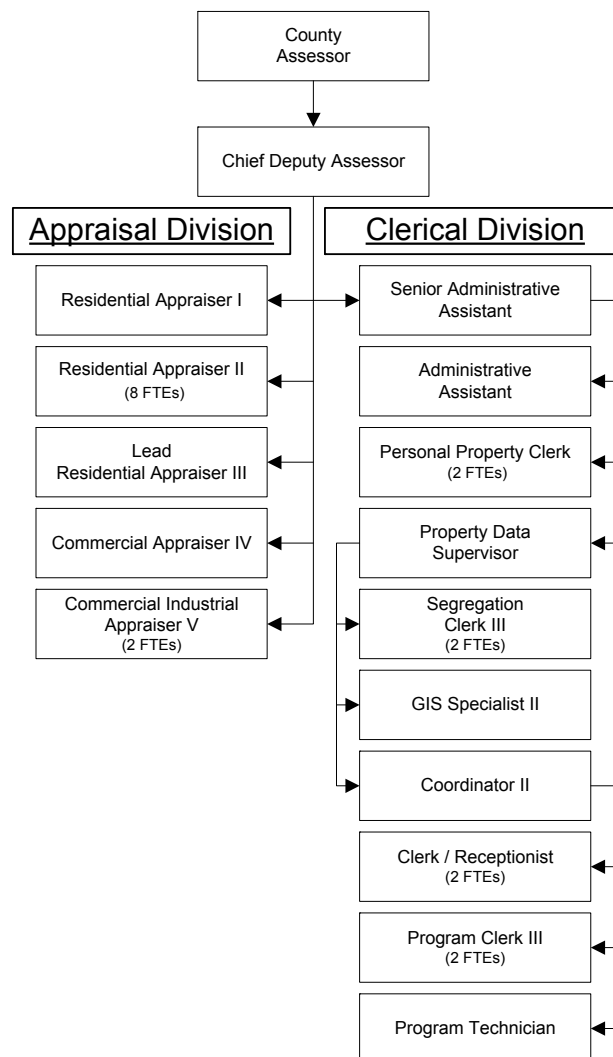 County
Assessor
Chief Deputy Assessor
Appraisal Division
Clerical Division
Residential Appraiser I
Senior Administrative
Assistant
Residential Appraiser II
(8 FTEs)
Administrative
Assistant
Lead
Residential Appraiser III
Personal Property Clerk
(2 FTEs)
Commercial Appraiser IV
Property Data
Supervisor
Commercial Industrial
Appraiser V
(2 FTEs)
Segregation
Clerk III
(2 FTEs)
GIS Specialist II
Coordinator II
Clerk / Receptionist
(2 FTEs)
Program Clerk III
(2 FTEs)
Program Technician